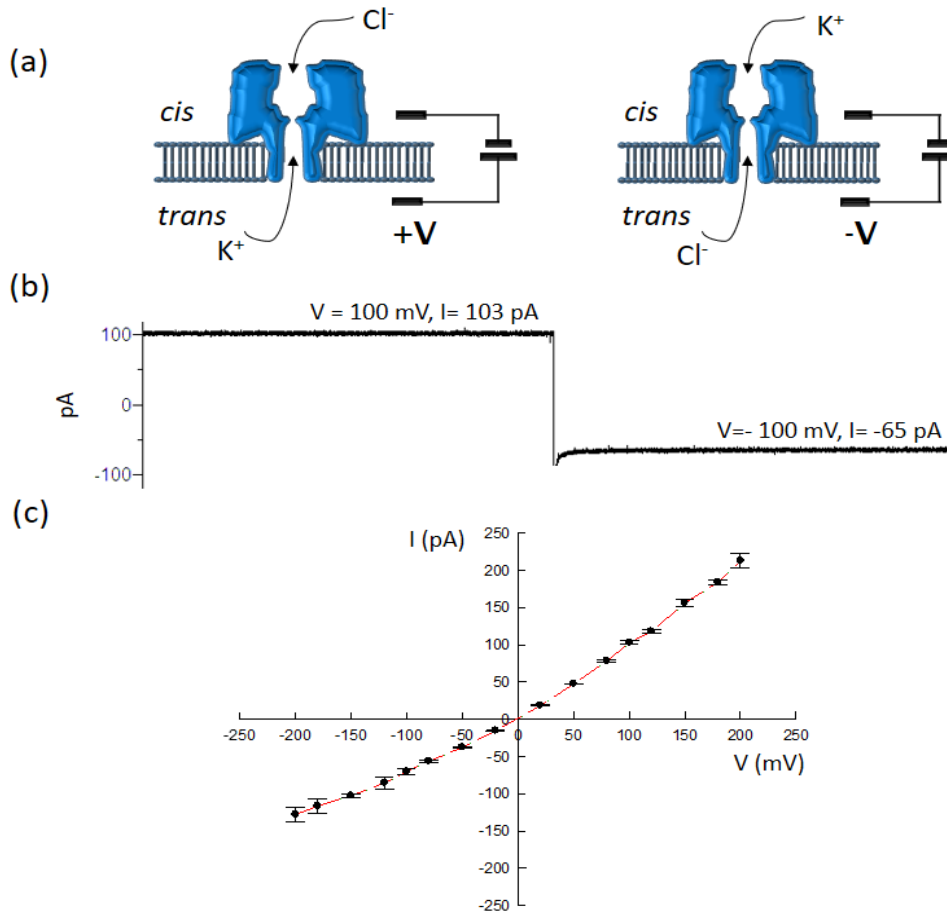 (a)
Cl⁻
cis
trans
K⁺
+V
K⁺
cis
trans
Cl⁻
-V
(b)
V = 100 mV, I= 103 pA
100
0
-100
pA
V=- 100 mV, I= -65 pA
(c)
I (pA)
250
200
150
100
50
0
-250 -200 -150 -100 -50 0 50 100 150 200 250
V (mV)
-50
-100
-150
-200
-250